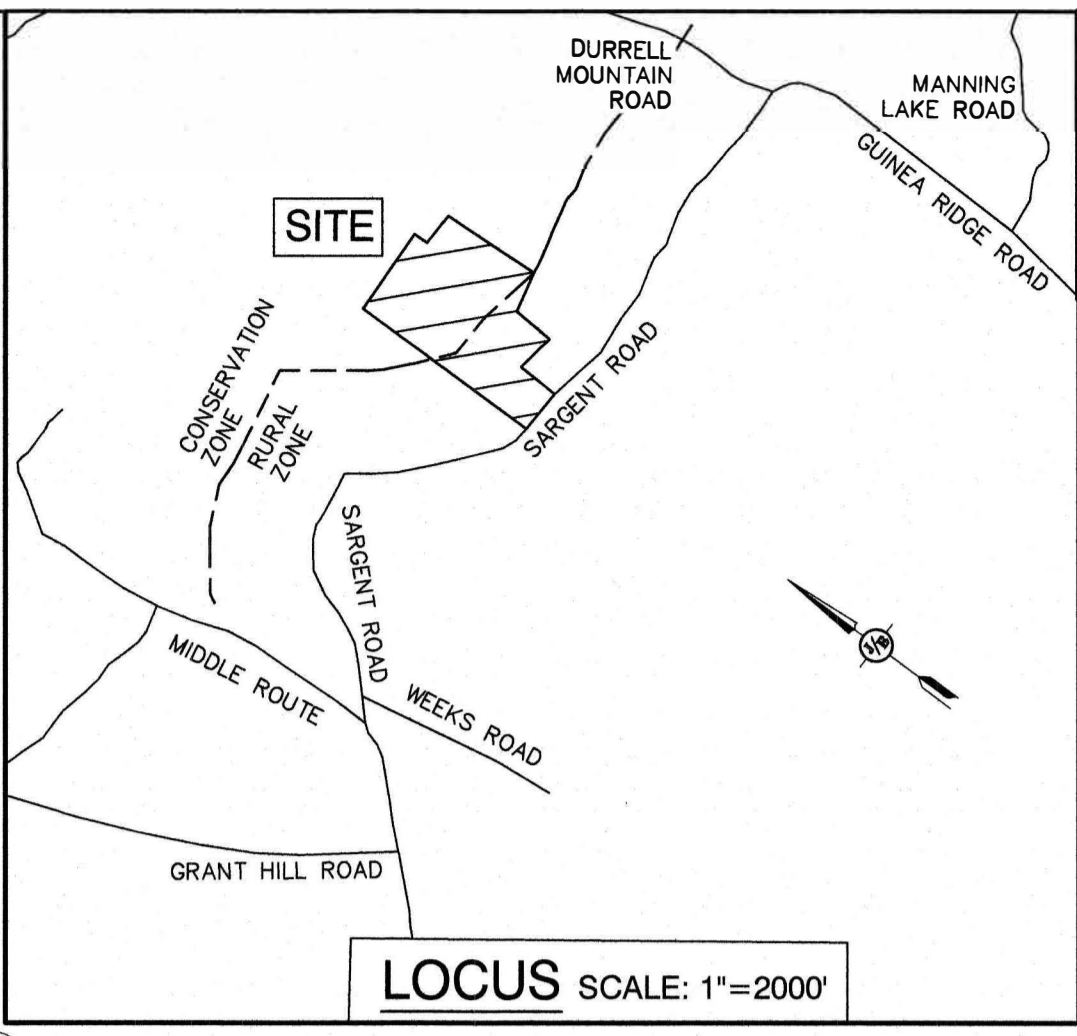 DURRELL
MOUNTAIN
ROAD
MANNING
LAKE ROAD
GUINEA RIDGE ROAD
SITE
CONSERVATION
ZONE
RURAL
ZONE
SARGENT ROAD
SARGENT ROAD
J/B
MIDDLE ROUTE
WEEKS ROAD
GRANT HILL ROAD
LOCUS SCALE: 1"=2000'